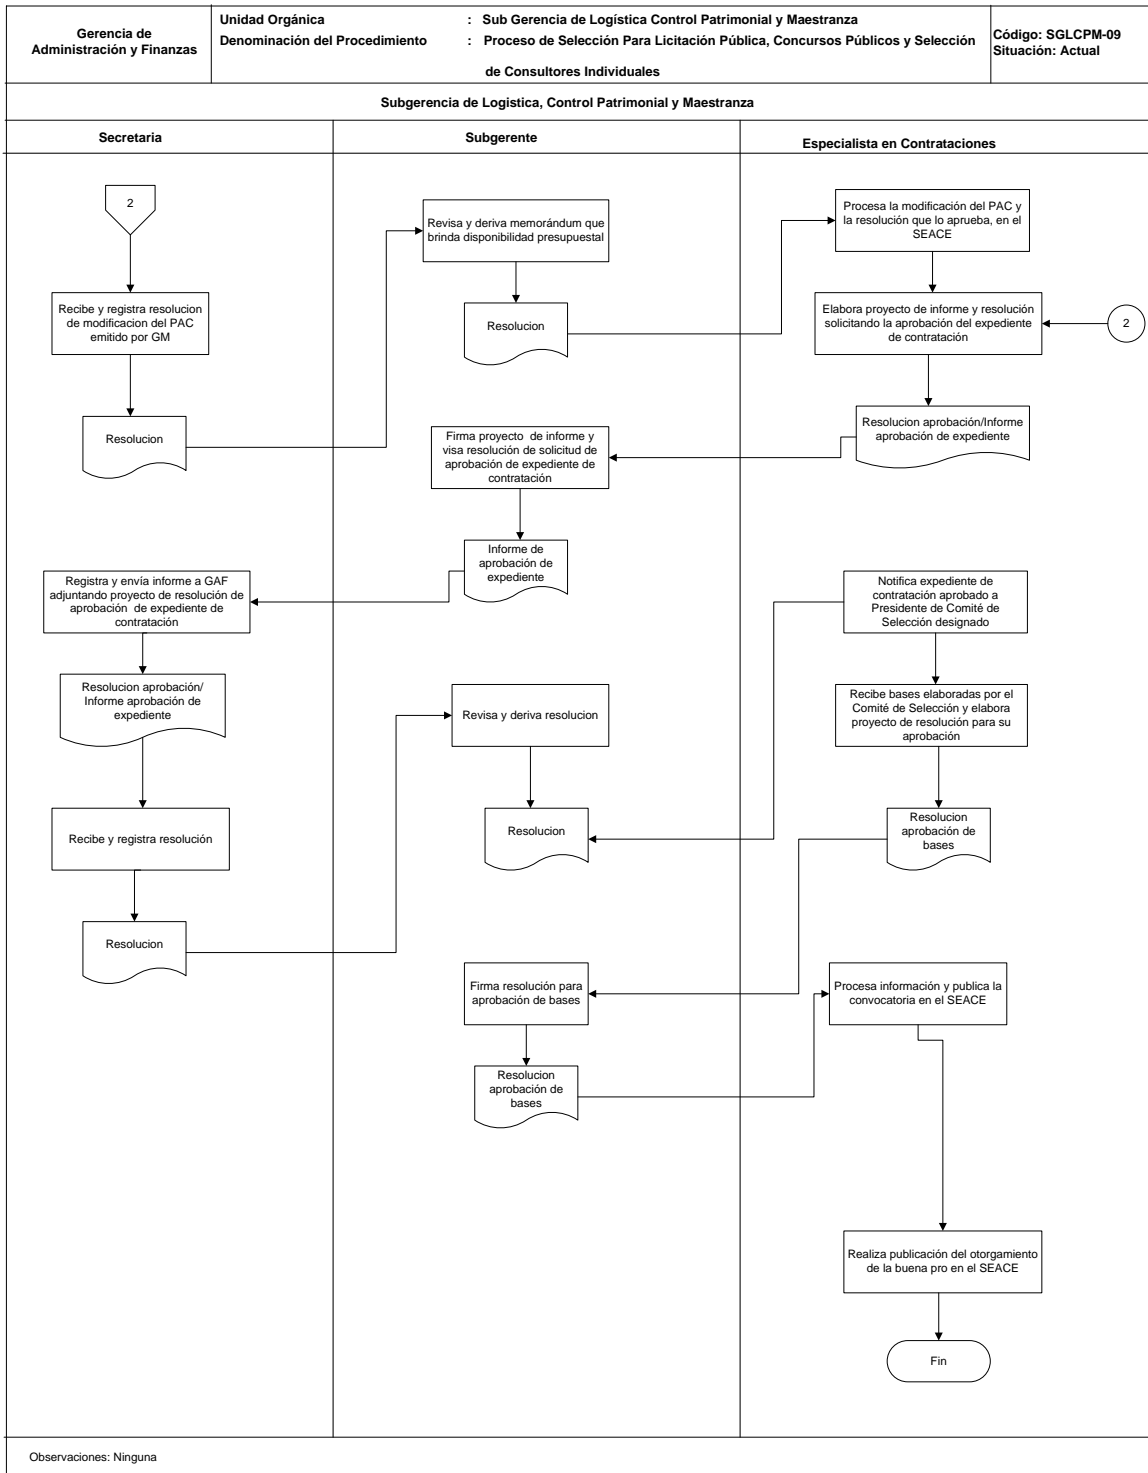 Gerencia de
Administración y Finanzas
Unidad Orgánica : Sub Gerencia de Logística Control Patrimonial y Maestranza
Denominación del Procedimiento : Proceso de Selección Para Licitación Pública, Concursos Públicos y Selección
de Consultores Individuales
Código: SGLCPM-09
Situación: Actual
Subgerencia de Logistica, Control Patrimonial y Maestranza
Secretaria
Subgerente
Especialista en Contrataciones
2
Recibe y registra resolucion
de modificacion del PAC
emitido por GM
Resolucion
Revisa y deriva memorándum que
brinda disponibilidad presupuestal
Resolucion
Procesa la modificación del PAC y
la resolución que lo aprueba, en el
SEACE
Elabora proyecto de informe y resolución
solicitando la aprobación del expediente
de contratación
2
Resolucion aprobación/Informe
aprobación de expediente
Firma proyecto de informe y
visa resolución de solicitud de
aprobación de expediente de
contratación
Informe de
aprobación de
expediente
Registra y envía informe a GAF
adjuntando proyecto de resolución de
aprobación de expediente de
contratación
Resolucion aprobación/
Informe aprobación de
expediente
Recibe y registra resolución
Resolucion
Revisa y deriva resolucion
Resolucion
Notifica expediente de
contratación aprobado a
Presidente de Comité de
Selección designado
Recibe bases elaboradas por el
Comité de Selección y elabora
proyecto de resolución para su
aprobación
Resolucion
aprobación de
bases
Firma resolución para
aprobación de bases
Resolucion
aprobación de
bases
Procesa información y publica la
convocatoria en el SEACE
Realiza publicación del otorgamiento
de la buena pro en el SEACE
Fin
Observaciones: Ninguna